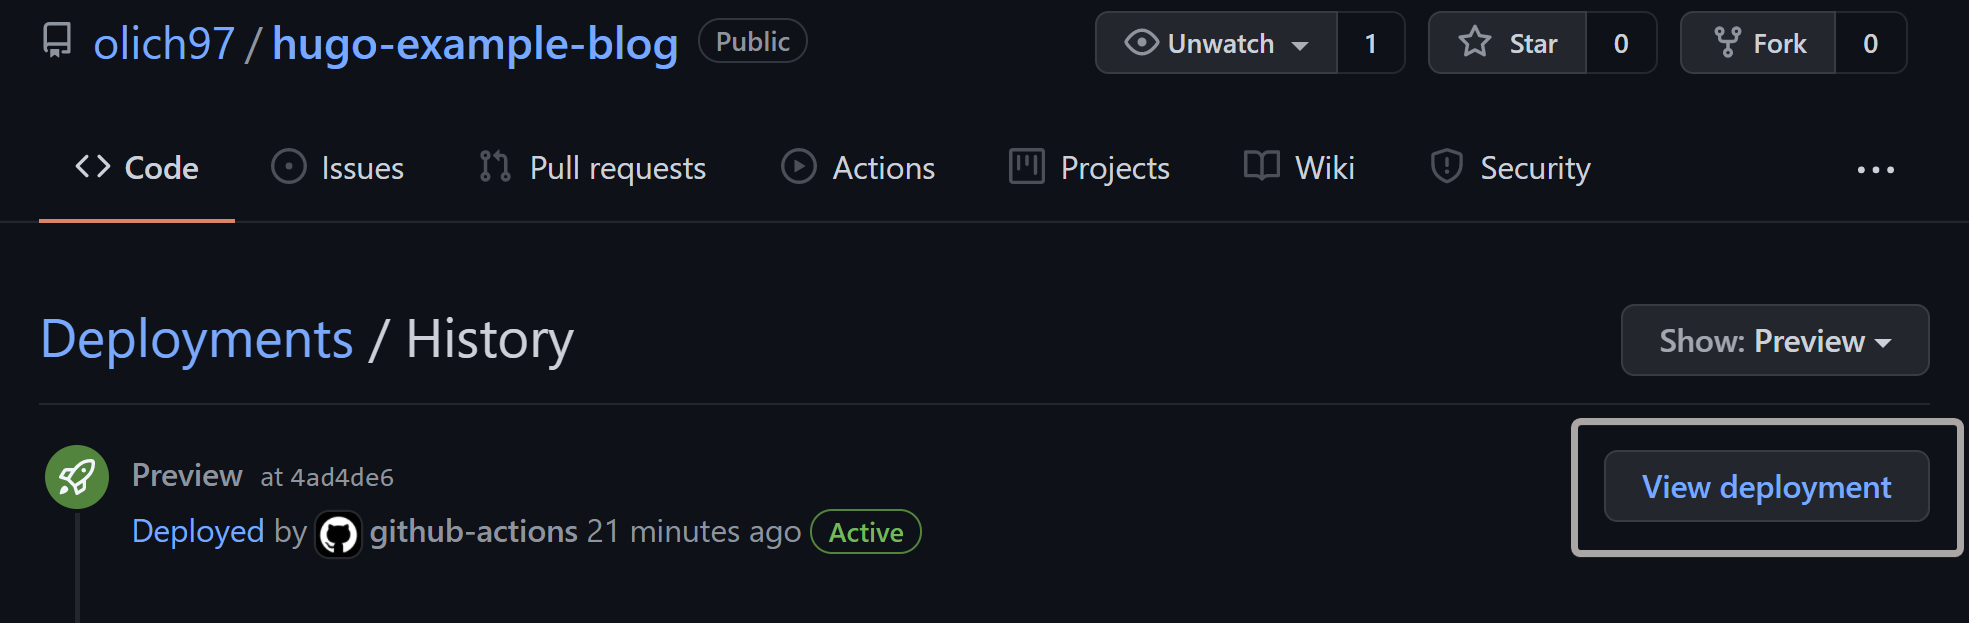 olich97 / hugo-example-blog Public Unwatch 1 Star 0 Fork 0
Code Issues Pull requests Actions Projects Wiki Security ...
Deployments / History Show: Preview
Preview at 4ad4de6
View deployment
Deployed by github-actions 21 minutes ago Active